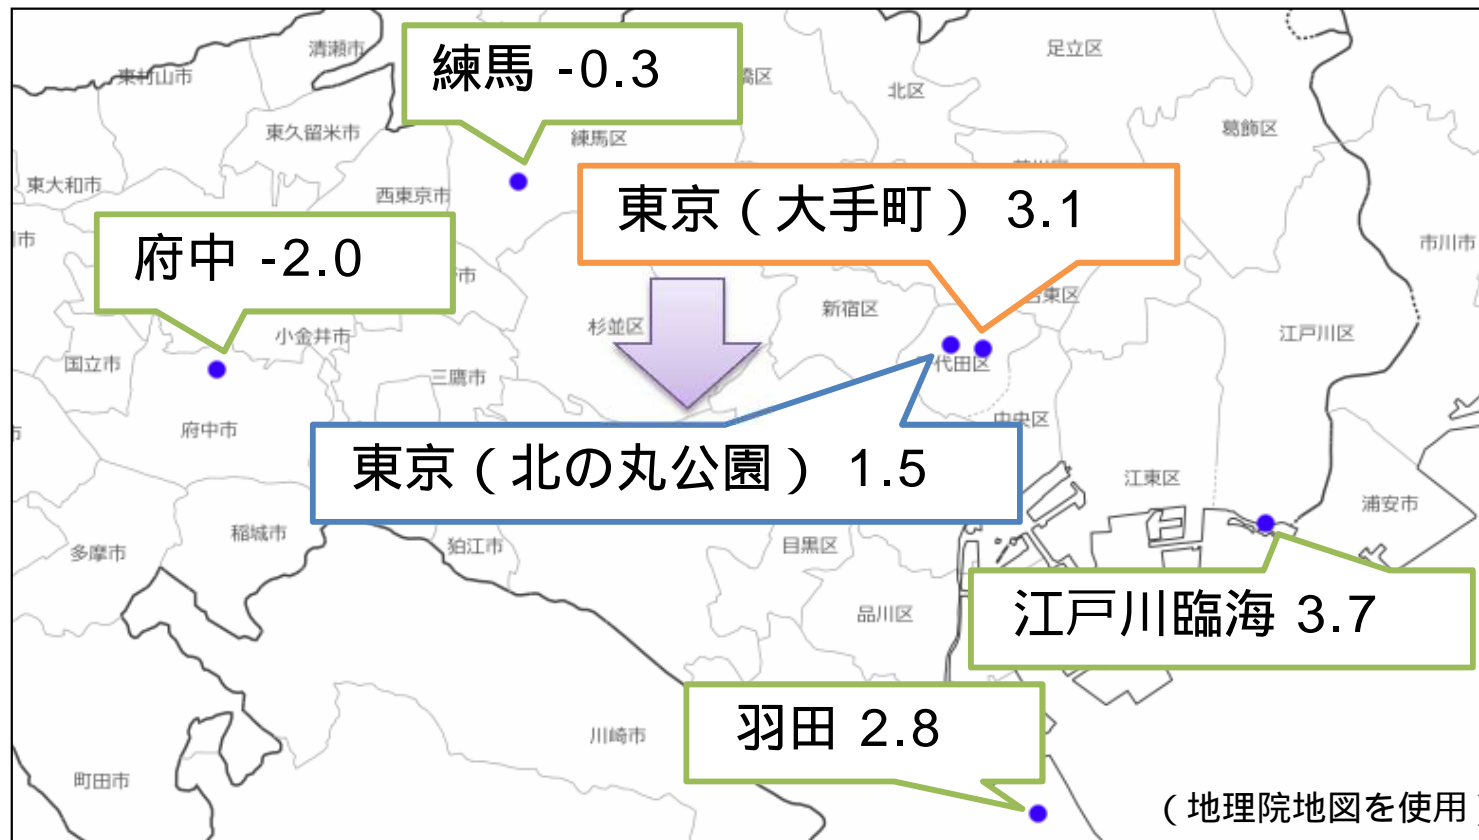 清瀬市
練馬 -0.3
足立区
東村山市
橋区
北区
東久留米市
練馬区
葛飾区
東大和市
西東京市
東京（大手町） 3.1
府中 -2.0
市
市川市
市
新宿区
台東区
杉並区
小金井市
江戸川区
国立市
三鷹市
千代田区
府中市
中央区
東京（北の丸公園） 1.5
江東区
浦安市
稲城市
多摩市
狛江市
目黒区
江戸川臨海 3.7
品川区
羽田 2.8
川崎市
町田市
（地理院地図を使用）